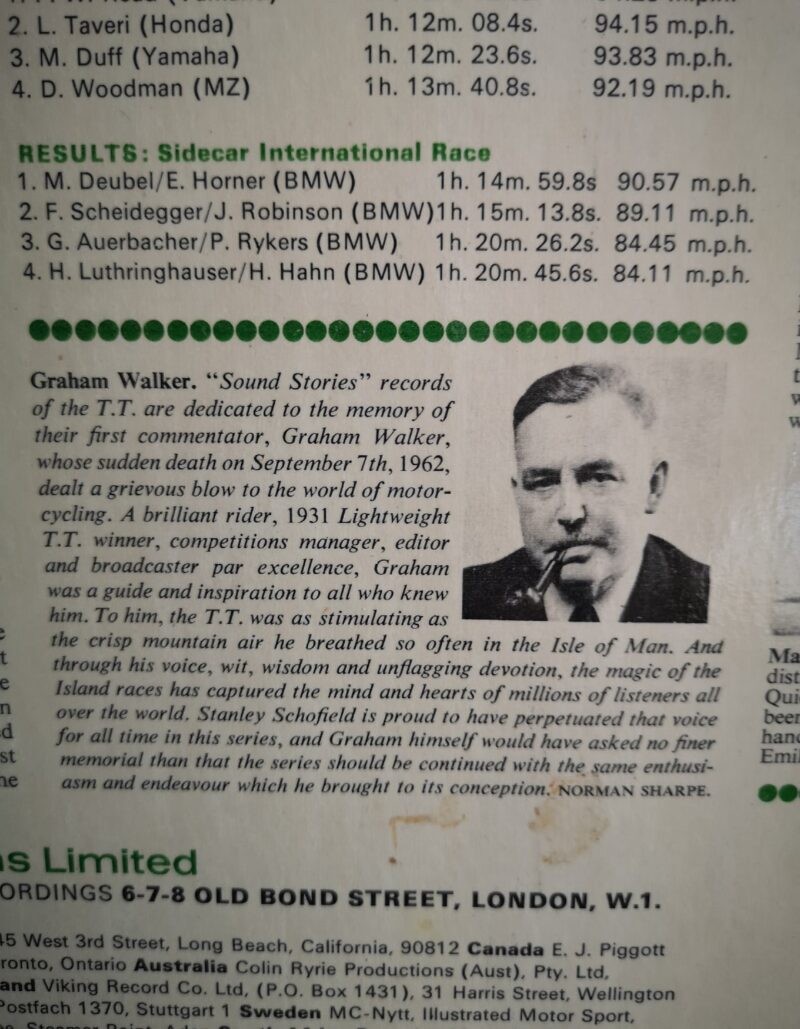 2. L. Taveri (Honda) 1h. 12m. 08.4s. 94.15 m.p.h.
3. M. Duff (Yamaha) 1h. 12m. 23.6s. 93.83 m.p.h.
4. D. Woodman (MZ) 1h. 13m. 40.8s. 92.19 m.p.h.
RESULTS: Sidecar International Race
1. M. Deubel/E. Horner (BMW) 1h. 14m. 59.8s 90.57 m.p.h.
2. F. Scheidegger/J. Robinson (BMW) 1h. 15m. 13.8s. 89.11 m.p.h.
3. G. Auerbacher/P. Rykers (BMW) 1h. 20m. 26.2s. 84.45 m.p.h.
4. H. Luthringhauser/H. Hahn (BMW) 1h. 20m. 45.6s. 84.11 m.p.h.
Graham Walker. “Sound Stories” records
of the T.T. are dedicated to the memory of
their first commentator, Graham Walker,
whose sudden death on September 7th, 1962,
dealt a grievous blow to the world of motor-
cycling. A brilliant rider, 1931 Lightweight
T.T. winner, competitions manager, editor
and broadcaster par excellence, Graham
was a guide and inspiration to all who knew
him. To him, the T.T. was as stimulating as
the crisp mountain air he breathed so often in the Isle of Man. And
through his voice, wit, wisdom and unflagging devotion, the magic of the
Island races has captured the mind and hearts of millions of listeners all
over the world. Stanley Schofield is proud to have perpetuated that voice
for all time in this series, and Graham himself would have asked no finer
memorial than that the series should be continued with the same enthusi-
asm and endeavour which he brought to its conception. NORMAN SHARPE.
Ma
dist
Qui
beer
hand
Emil
s Limited
ORDINGS 6-7-8 OLD BOND STREET, LONDON, W.1.
45 West 3rd Street, Long Beach, California, 90812 Canada E. J. Piggott
ronto, Ontario Australia Colin Ryrie Productions (Aust), Pty. Ltd,
and Viking Record Co. Ltd, (P.O. Box 1431), 31 Harris Street, Wellington
Postfach 1370, Stuttgart 1 Sweden MC-Nytt, Illustrated Motor Sport,